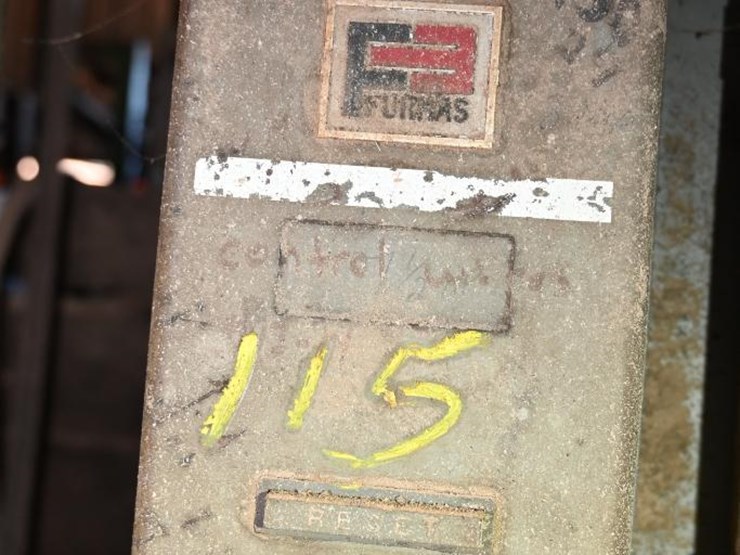 FURNAS
control
115
RESET